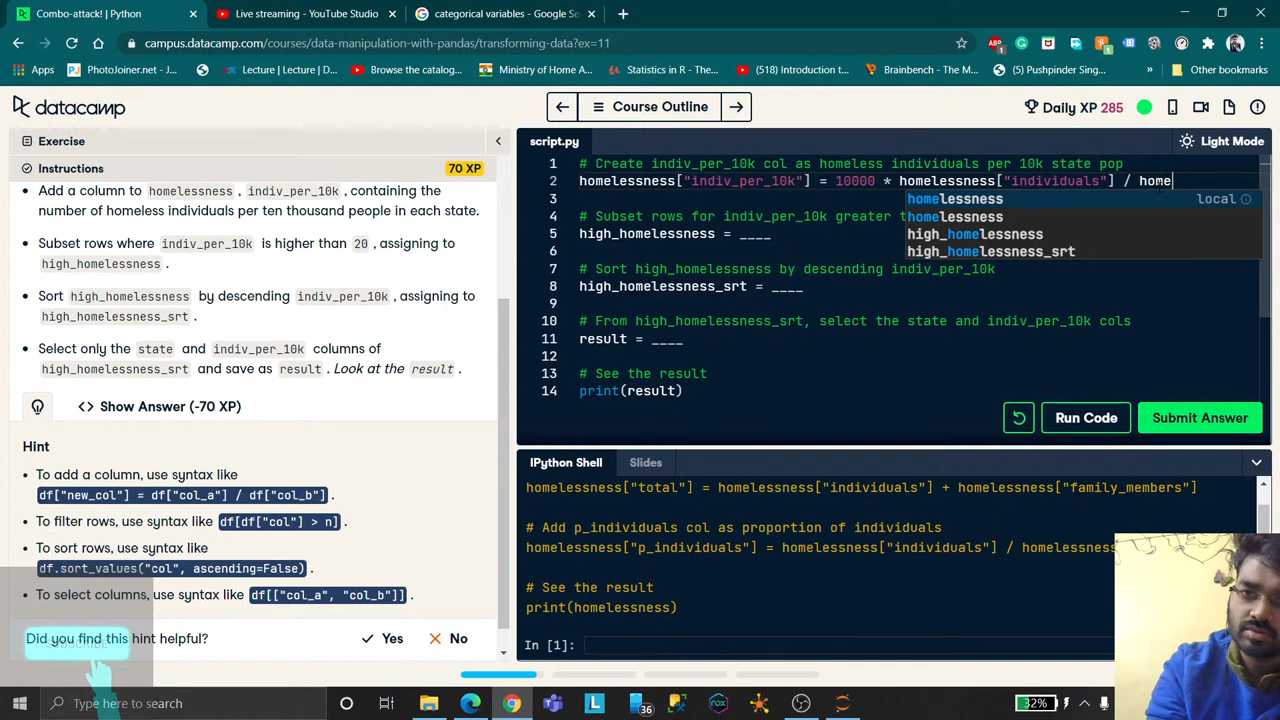 Combo-attack! | Python
Live streaming - YouTube Studio
categorical variables - Google Se
campus.datacamp.com/courses/data-manipulation-with-pandas/transforming-data?ex=11
Apps
PhotoJoiner.net - J...
Lecture | Lecture | D...
Browse the catalog...
Ministry of Home A...
Statistics in R - The...
(518) Introduction t...
Brainbench - The M...
(5) Pushpinder Sing...
»
Other bookmarks
datacamp
Course Outline
Daily XP 285
Exercise
Instructions
70 XP
• Add a column to homelessness, indiv_per_10k, containing the
number of homeless individuals per ten thousand people in each state.
• Subset rows where indiv_per_10k is higher than 20, assigning to
high_homelessness.
• Sort high_homelessness by descending indiv_per_10k, assigning to
high_homelessness_srt.
• Select only the state and indiv_per_10k columns of
high_homelessness_srt and save as result. Look at the result.
Show Answer (-70 XP)
Hint
• To add a column, use syntax like
df["new_col"] = df["col_a"] / df["col_b"].
• To filter rows, use syntax like df[df["col"] > n].
• To sort rows, use syntax like
df.sort_values("col", ascending=False).
• To select columns, use syntax like df[["col_a", "col_b"]].
Did you find this hint helpful?
Yes
No
SUBSCRIBE
script.py
Light Mode
1 # Create indiv_per_10k col as homeless individuals per 10k state pop
2 homelessness["indiv_per_10k"] = 10000 * homelessness["individuals"] / home
homelessness local
homelessness
high_homelessness
high_homelessness_srt
3
4 # Subset rows for indiv_per_10k greater t
5 high_homelessness = ____
6
7 # Sort high_homelessness by descending indiv_per_10k
8 high_homelessness_srt = ____
9
10 # From high_homelessness_srt, select the state and indiv_per_10k cols
11 result = ____
12
13 # See the result
14 print(result)
Run Code
Submit Answer
IPython Shell
Slides
homelessness["total"] = homelessness["individuals"] + homelessness["family_members"]
# Add p_individuals col as proportion of individuals
homelessness["p_individuals"] = homelessness["individuals"] / homelessness
# See the result
print(homelessness)
In [1]:
Type here to search
36
32%